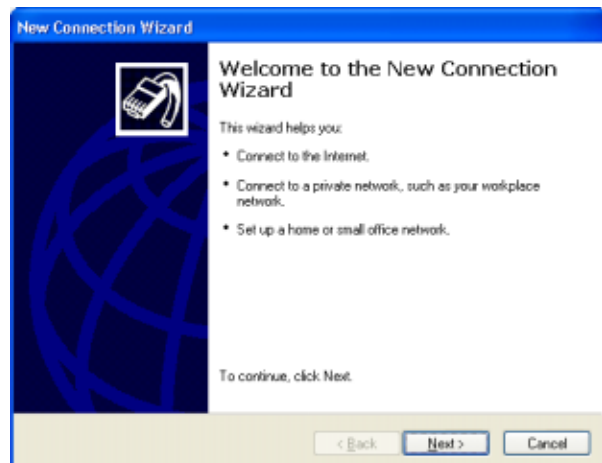 New Connection Wizard
Welcome to the New Connection
Wizard
This wizard helps you:
• Connect to the Internet.
• Connect to a private network, such as your workplace
network.
• Set up a home or small office network.
To continue, click Next.
< Back
Next >
Cancel